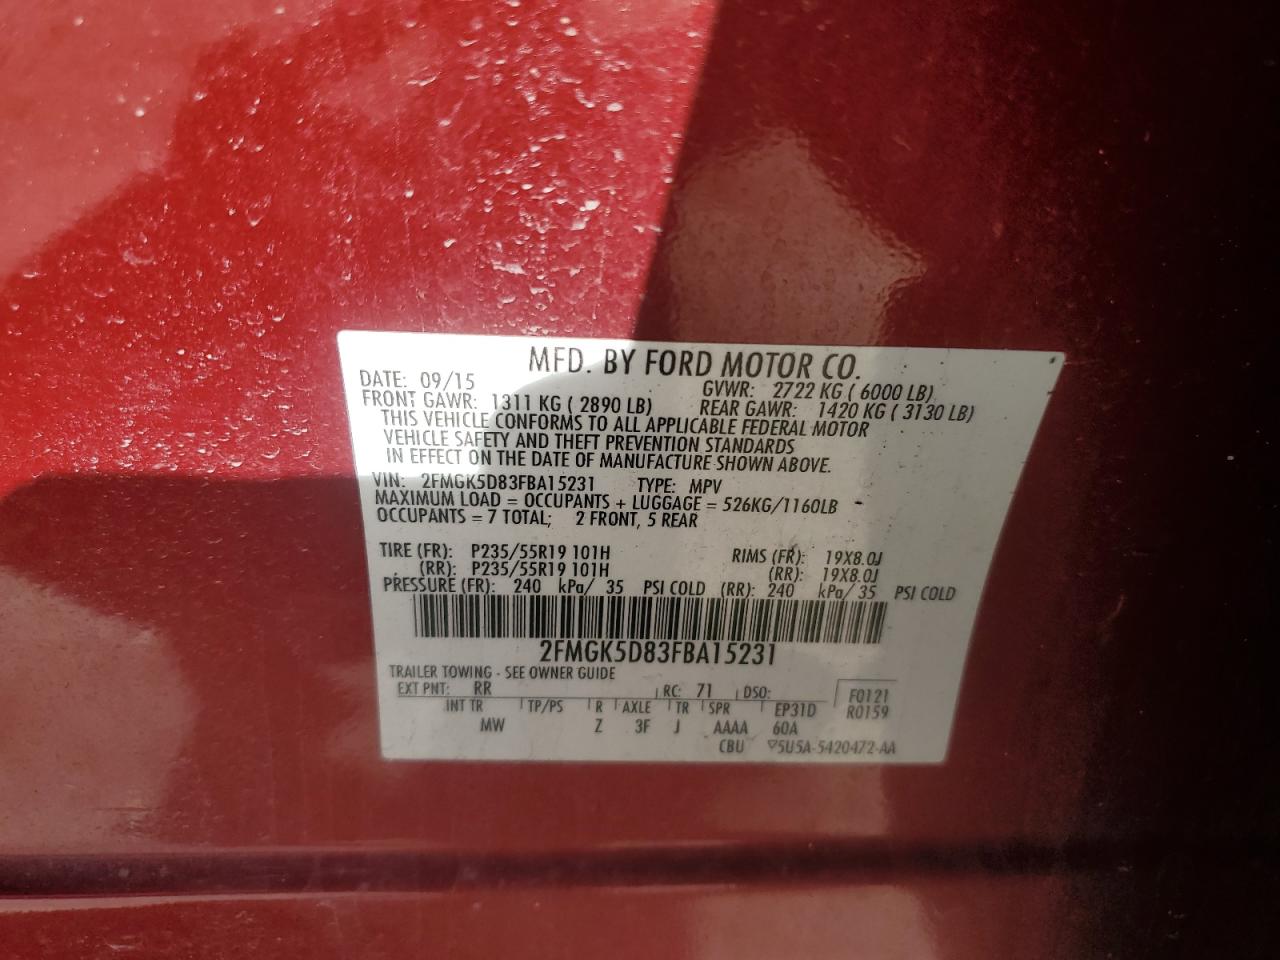 MFD. BY FORD MOTOR CO.
DATE: 09/15 GVWR: 2722 KG ( 6000 LB)
FRONT GAWR: 1311 KG ( 2890 LB) REAR GAWR: 1420 KG ( 3130 LB)
THIS VEHICLE CONFORMS TO ALL APPLICABLE FEDERAL MOTOR
VEHICLE SAFETY AND THEFT PREVENTION STANDARDS
IN EFFECT ON THE DATE OF MANUFACTURE SHOWN ABOVE.
VIN: 2FMGK5D83FBA15231 TYPE: MPV
MAXIMUM LOAD = OCCUPANTS + LUGGAGE = 526KG/1160LB
OCCUPANTS = 7 TOTAL; 2 FRONT, 5 REAR
TIRE (FR): P235/55R19 101H RIMS (FR): 19X8.0J
(RR): P235/55R19 101H (RR): 19X8.0J
PRESSURE (FR): 240 kPa/ 35 PSI COLD (RR): 240 kPa/ 35 PSI COLD
2FMGK5D83FBA15231
TRAILER TOWING - SEE OWNER GUIDE
EXT PNT: RR RC: 71 DSO: F0121
INT TR TP/PS R AXLE TR SPR EP31D R0159
MW Z 3F J AAAA 60A
CBU ▽5U5A-5420472-AA